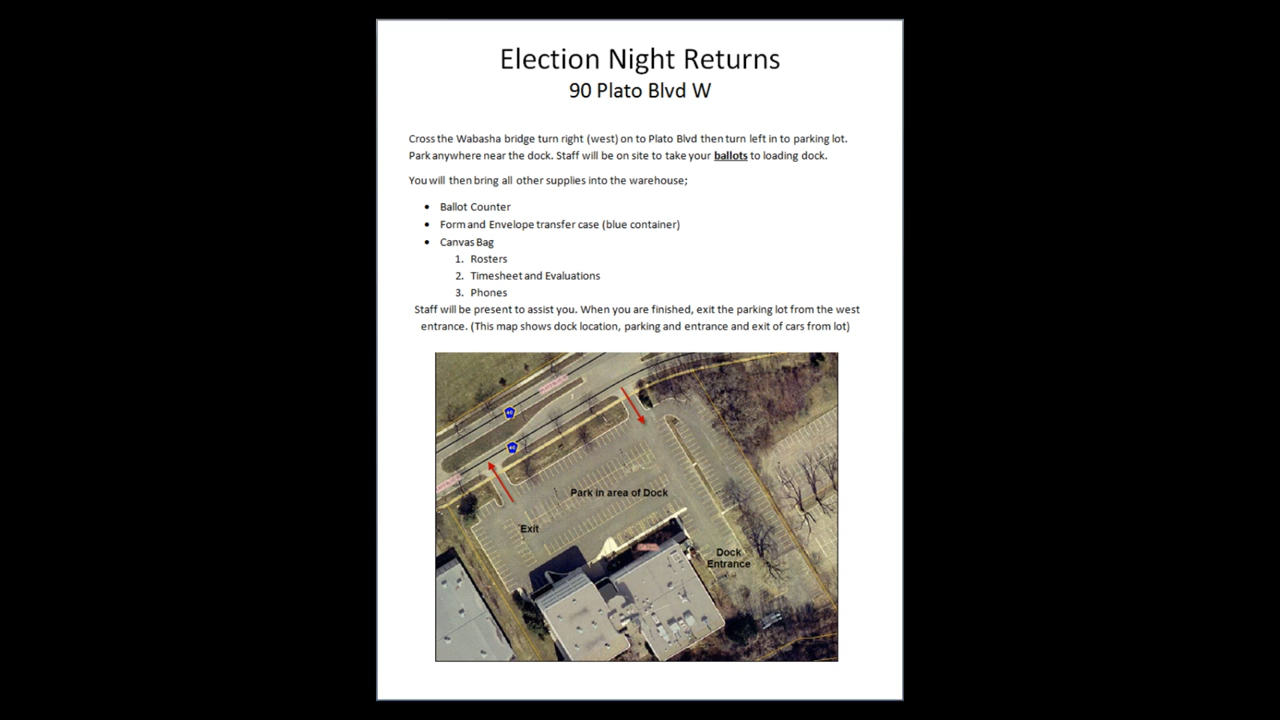 Election Night Returns
90 Plato Blvd W
Cross the Wabasha bridge turn right (west) on to Plato Blvd then turn left in to parking lot.
Park anywhere near the dock. Staff will be on site to take your ballots to loading dock.
You will then bring all other supplies into the warehouse;
• Ballot Counter
• Form and Envelope transfer case (blue container)
• Canvas Bag
1. Rosters
2. Timesheet and Evaluations
3. Phones
Staff will be present to assist you. When you are finished, exit the parking lot from the west
entrance. (This map shows dock location, parking and entrance and exit of cars from lot)
Park in area of Dock
Exit
Dock
Entrance